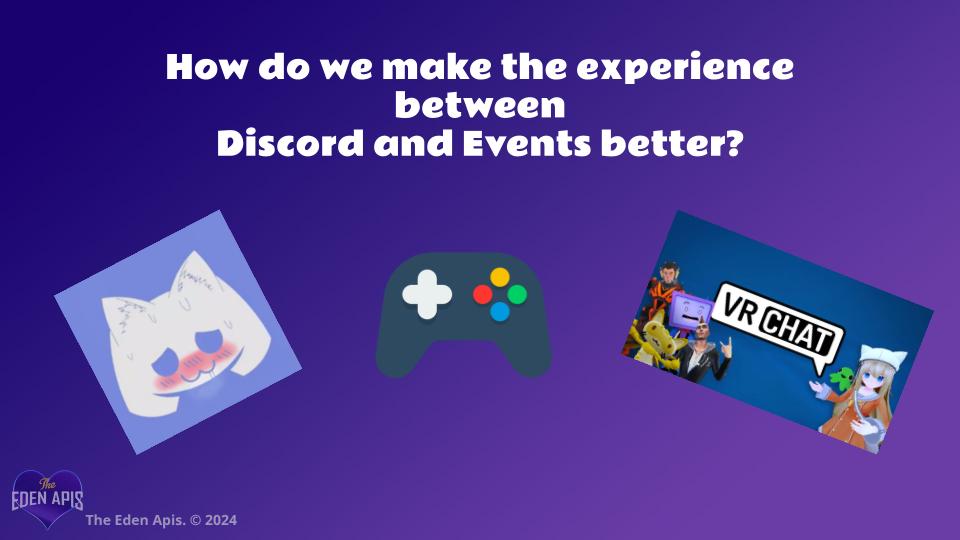 How do we make the experience
between
Discord and Events better?
VR CHAT
The
EDEN APIS
The Eden Apis. © 2024